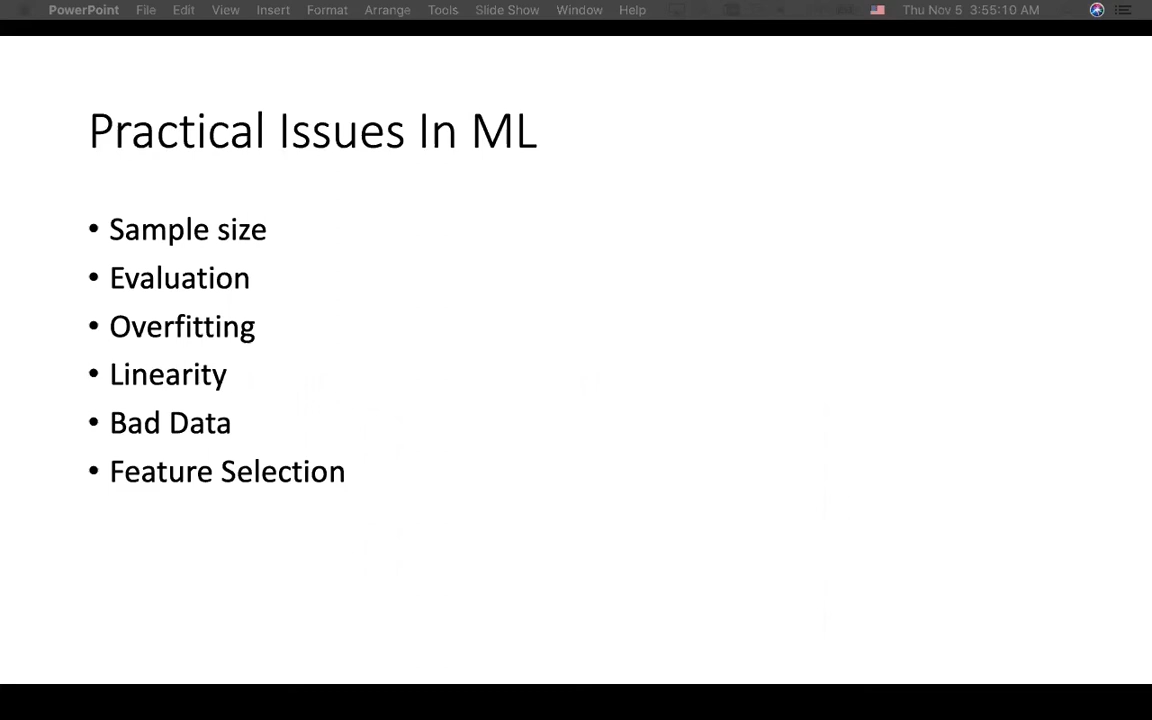 PowerPoint File Edit View Insert Format Arrange Tools Slide Show Window Help Thu Nov 5 3:55:10 AM
Practical Issues In ML
• Sample size
• Evaluation
• Overfitting
• Linearity
• Bad Data
• Feature Selection